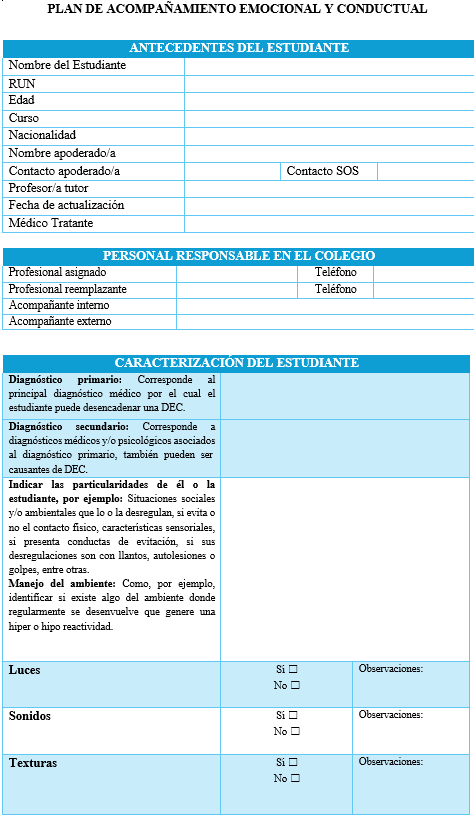 PLAN DE ACOMPAÑAMIENTO EMOCIONAL Y CONDUCTUAL
ANTECEDENTES DEL ESTUDIANTE
Nombre del Estudiante
RUN
Edad
Curso
Nacionalidad
Nombre apoderado/a
Contacto apoderado/a Contacto SOS
Profesor/a tutor
Fecha de actualización
Médico Tratante
PERSONAL RESPONSABLE EN EL COLEGIO
Profesional asignado Teléfono
Profesional reemplazante Teléfono
Acompañante interno
Acompañante externo
CARACTERIZACIÓN DEL ESTUDIANTE
Diagnóstico primario: Corresponde al
principal diagnóstico médico por el cual el
estudiante puede desencadenar una DEC.
Diagnóstico secundario: Corresponde a
diagnósticos médicos y/o psicológicos asociados
al diagnóstico primario, también pueden ser
causantes de DEC.
Indicar las particularidades de él o la
estudiante, por ejemplo: Situaciones sociales
y/o ambientales que lo o la desregulan, si evita o
no el contacto físico, características sensoriales,
si presenta conductas de evitación, si sus
desregulaciones son con llantos, autolesiones o
golpes, entre otras.
Manejo del ambiente: Como, por ejemplo,
identificar si existe algo del ambiente donde
regularmente se desenvuelve que genere una
hiper o hipo reactividad.
Luces Sí ☐ Observaciones:
No ☐
Sonidos Sí ☐ Observaciones:
No ☐
Texturas Sí ☐ Observaciones:
No ☐